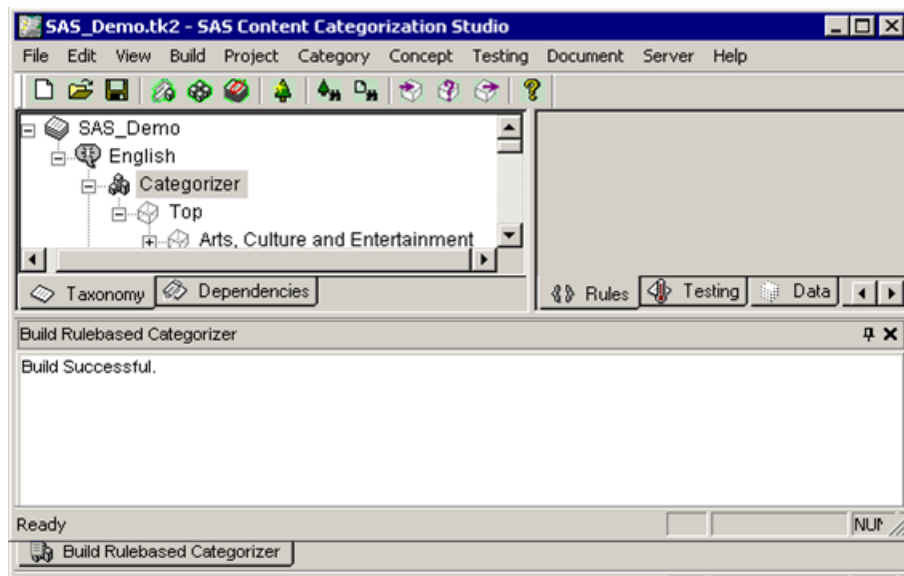 SAS_Demo.tk2 - SAS Content Categorization Studio
File Edit View Build Project Category Concept Testing Document Server Help
SAS_Demo
English
Categorizer
Top
Arts, Culture and Entertainment
Taxonomy Dependencies Rules Testing Data
Build Rulebased Categorizer
Build Successful.
Ready
Build Rulebased Categorizer